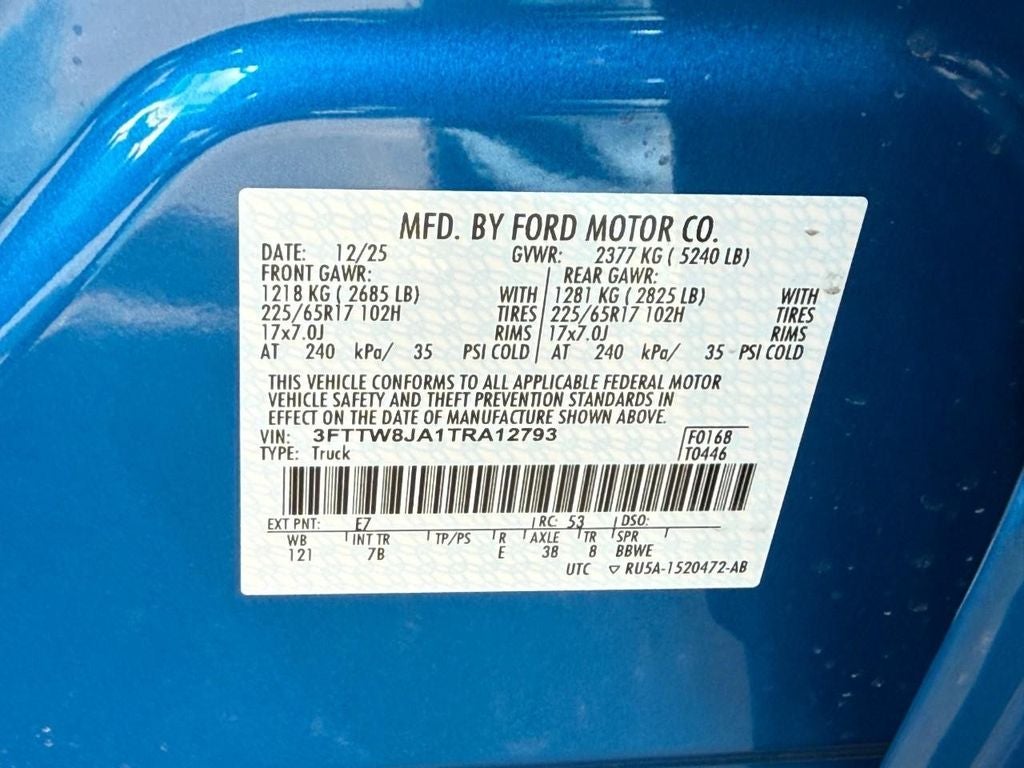 MFD. BY FORD MOTOR CO.
DATE: 12/25 GVWR: 2377 KG ( 5240 LB)
FRONT GAWR: REAR GAWR:
1218 KG ( 2685 LB) WITH 1281 KG ( 2825 LB) WITH
225/65R17 102H TIRES 225/65R17 102H TIRES
17x7.0J RIMS 17x7.0J RIMS
AT 240 kPa/ 35 PSI COLD AT 240 kPa/ 35 PSI COLD
THIS VEHICLE CONFORMS TO ALL APPLICABLE FEDERAL MOTOR
VEHICLE SAFETY AND THEFT PREVENTION STANDARDS IN
EFFECT ON THE DATE OF MANUFACTURE SHOWN ABOVE.
VIN: 3FTTW8JA1TRA12793 F0168
TYPE: Truck T0446
EXT PNT: E7 RC: 53 DSO:
WB INT TR TP/PS R AXLE TR SPR
121 7B E 38 8 BBWE
UTC ▽ RU5A-1520472-AB